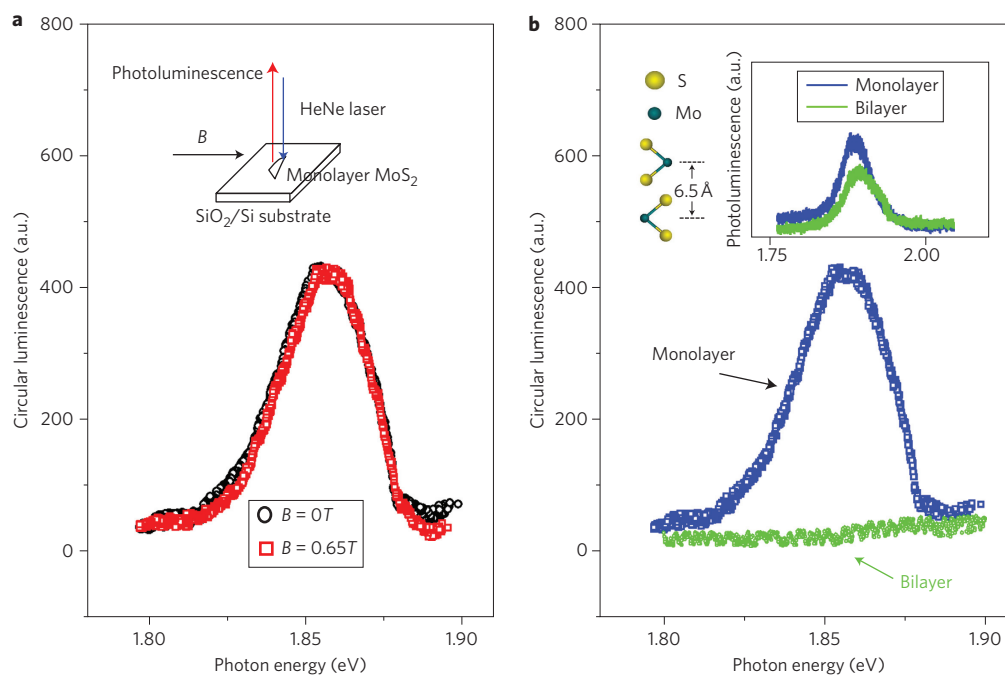 a
800
600
400
200
0
Circular luminescence (a.u.)
Photoluminescence
HeNe laser
B
Monolayer MoS₂
SiO₂/Si substrate
B = 0T
B = 0.65T
1.80
1.85
1.90
Photon energy (eV)
b
800
600
400
200
0
Circular luminescence (a.u.)
S
Mo
6.5 Å
Photoluminescence (a.u.)
Monolayer
Bilayer
1.75
2.00
Monolayer
Bilayer
1.80
1.85
1.90
Photon energy (eV)